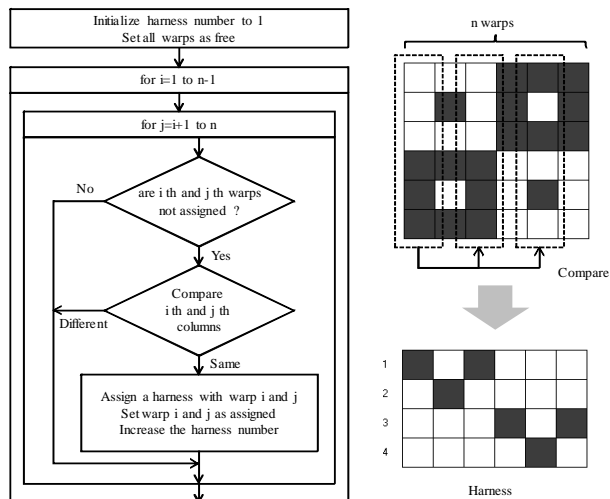 Initialize harness number to 1
Set all warps as free
for i=1 to n-1
for j=i+1 to n
No
are i th and j th warps
not assigned ?
Yes
Compare
i th and j th
columns
Different
Same
Assign a harness with warp i and j
Set warp i and j as assigned
Increase the harness number
n warps
Compare
1
2
3
4
Harness